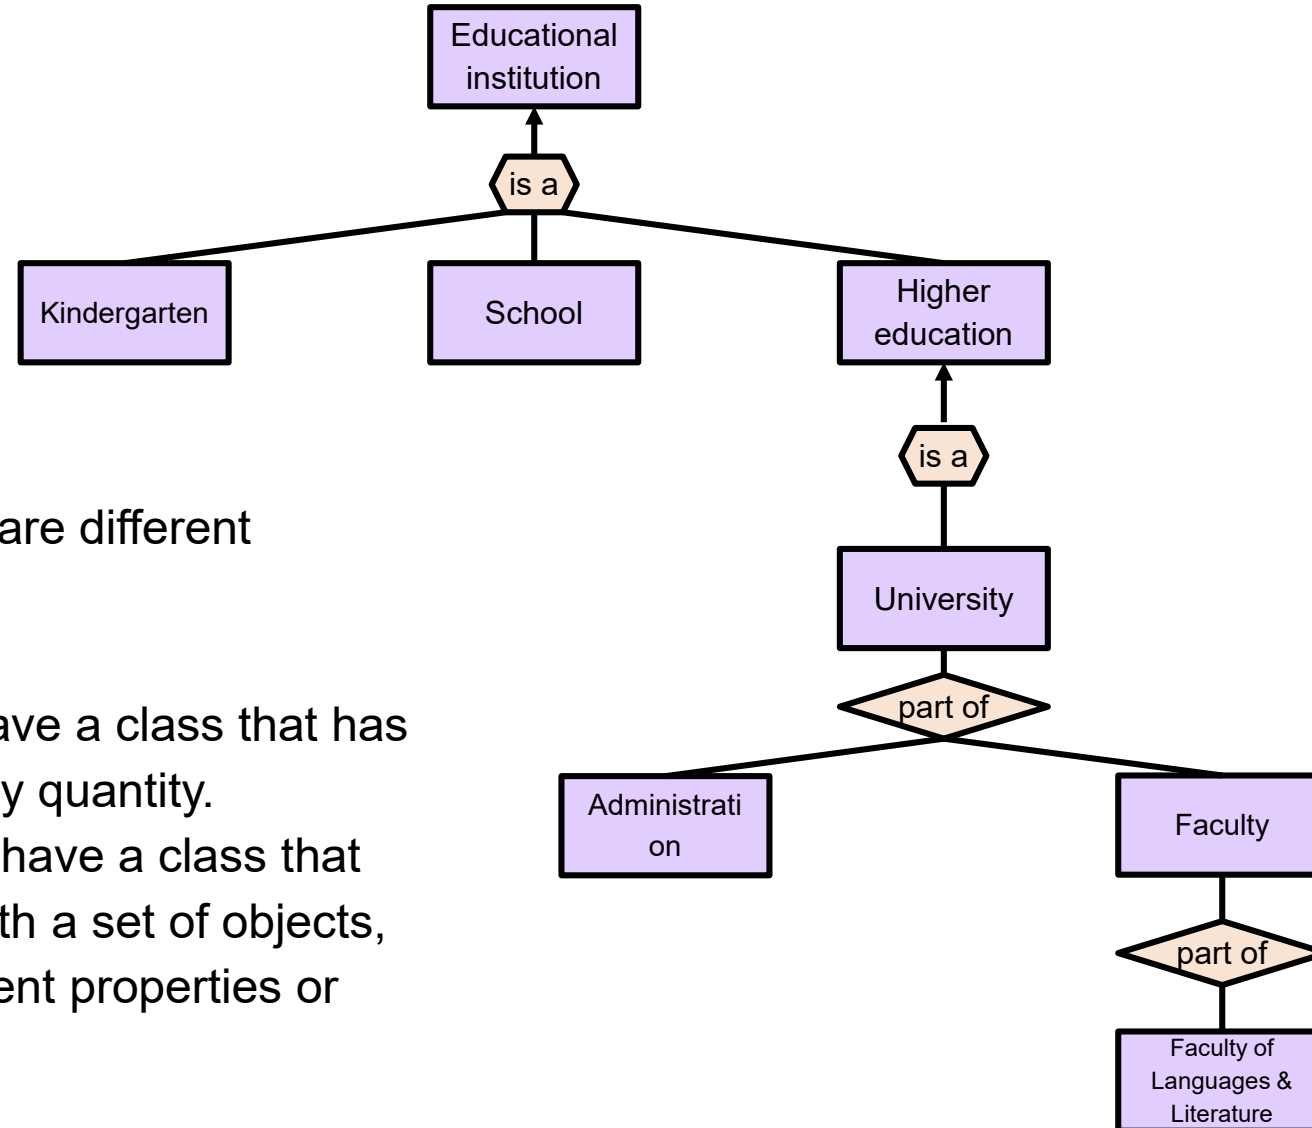 Educational
institution
is a
Kindergarten
School
Higher
education
is a
are different
University
ave a class that has
part of
y quantity.
Administrati
on
Faculty
have a class that
th a set of objects,
part of
ent properties or
Faculty of
Languages &
Literature